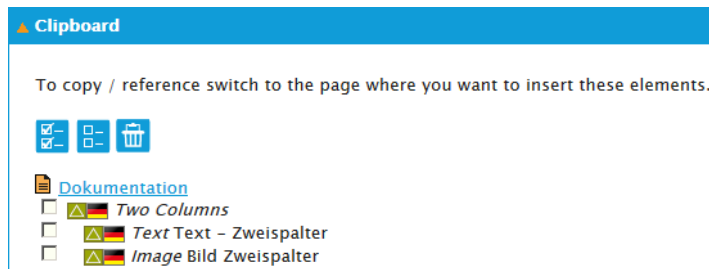 Clipboard
To copy / reference switch to the page where you want to insert these elements.
Dokumentation
Two Columns
Text Text – Zweispalter
Image Bild Zweispalter